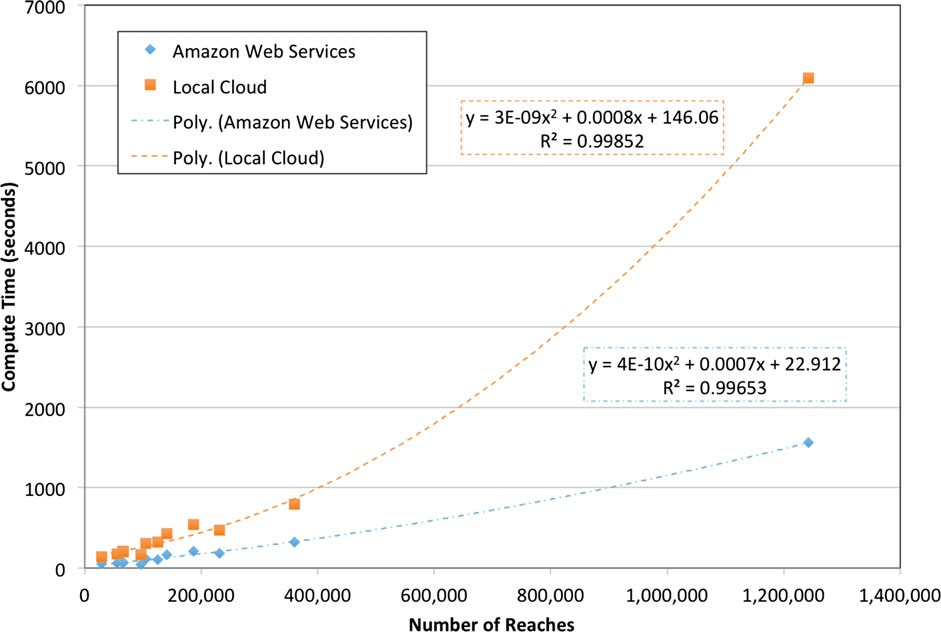 7000
6000
5000
4000
3000
2000
1000
0
Compute Time (seconds)
Amazon Web Services
Local Cloud
Poly. (Amazon Web Services)
Poly. (Local Cloud)
y = 3E-09x² + 0.0008x + 146.06
R² = 0.99852
y = 4E-10x² + 0.0007x + 22.912
R² = 0.99653
0 200,000 400,000 600,000 800,000 1,000,000 1,200,000 1,400,000
Number of Reaches